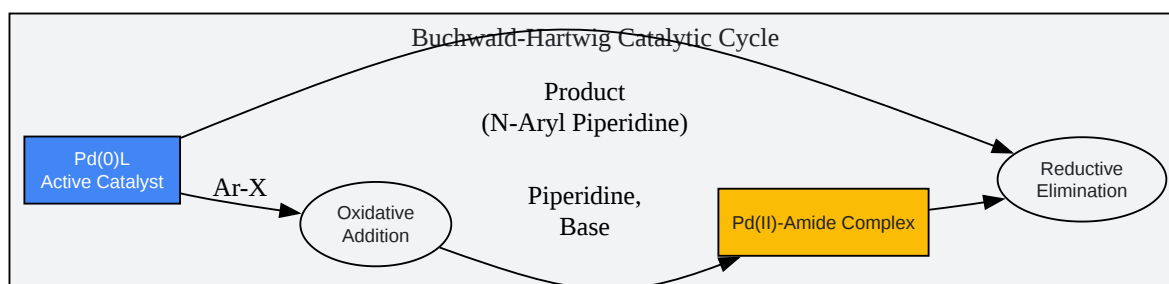 Buchwald-Hartwig Catalytic Cycle
Product
(N-Aryl Piperidine)
Pd(0)L
Active Catalyst
Ar-X
Oxidative
Addition
Piperidine,
Base
Pd(II)-Amide Complex
Reductive
Elimination